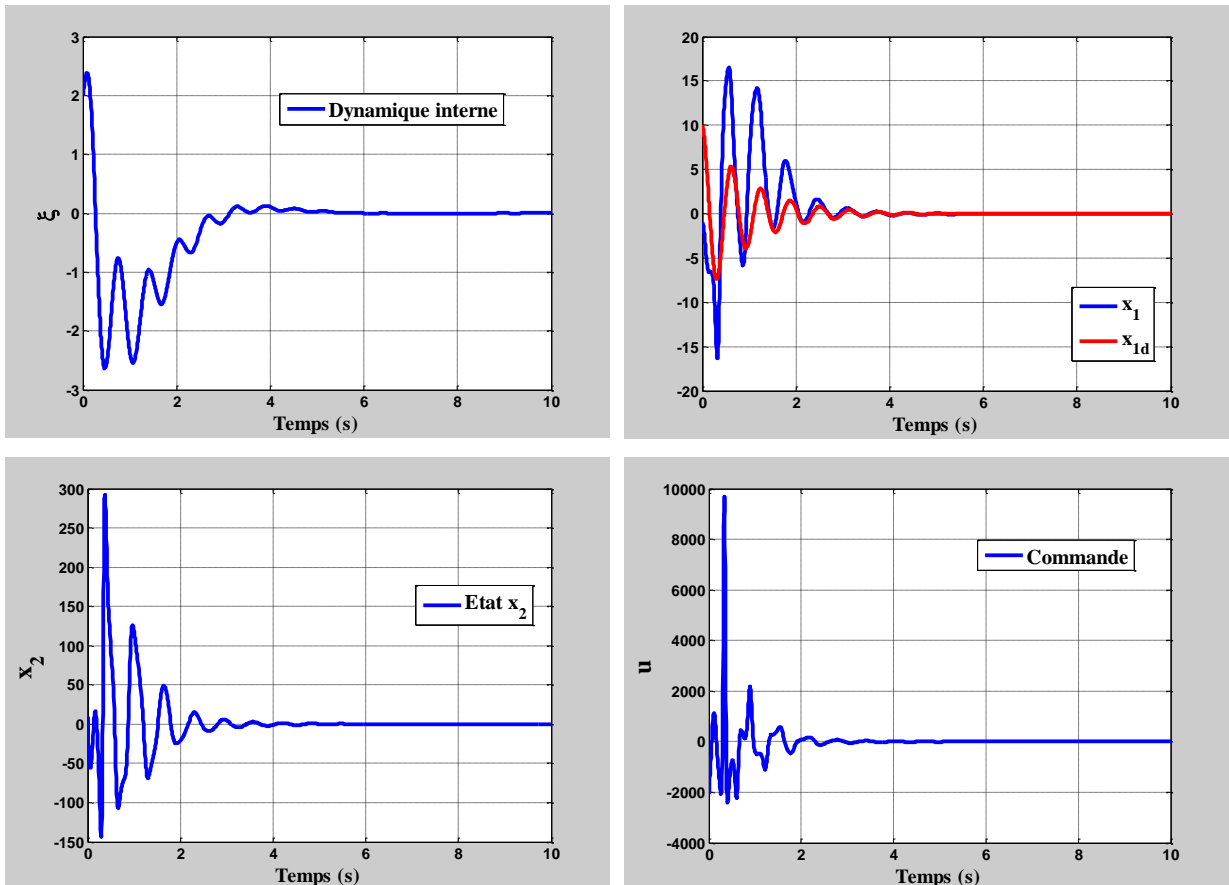 3
2
1
0
-1
-2
-3
ξ
Dynamique interne
0 2 4 6 8 10
Temps (s)
20
15
10
5
0
-5
-10
-15
-20
x1
x1d
0 2 4 6 8 10
Temps (s)
300
250
200
150
100
50
0
-50
-100
-150
x2
Etat x2
0 2 4 6 8 10
Temps (s)
10000
8000
6000
4000
2000
0
-2000
-4000
u
Commande
0 2 4 6 8 10
Temps (s)